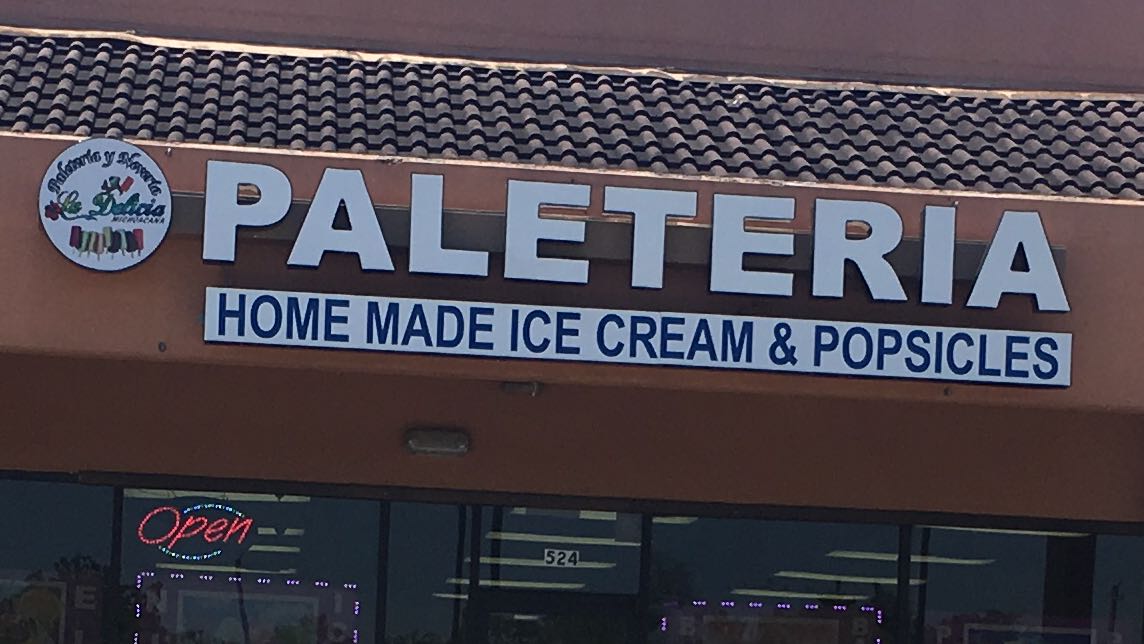 Paleteria y Neveria
La Delicia
MICHOACANA
PALETERIA
HOME MADE ICE CREAM & POPSICLES
Open
524